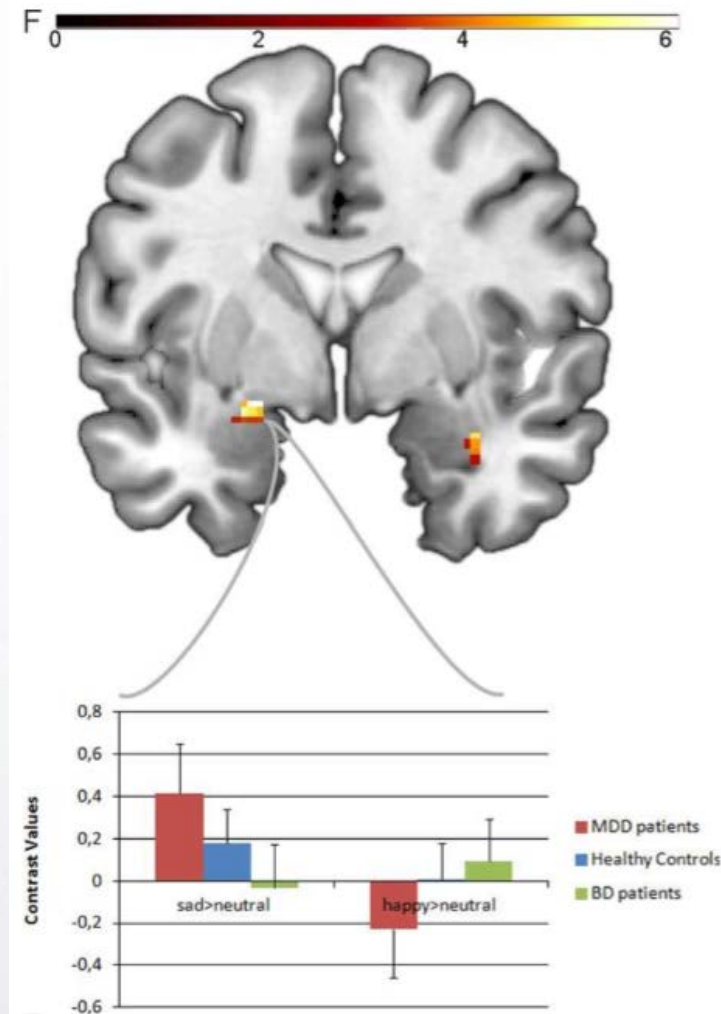 F
0 2 4 6
0,8
0,6
0,4
0,2
0
-0,2
-0,4
-0,6
Contrast Values
sad>neutral
happy>neutral
MDD patients
Healthy Controls
BD patients